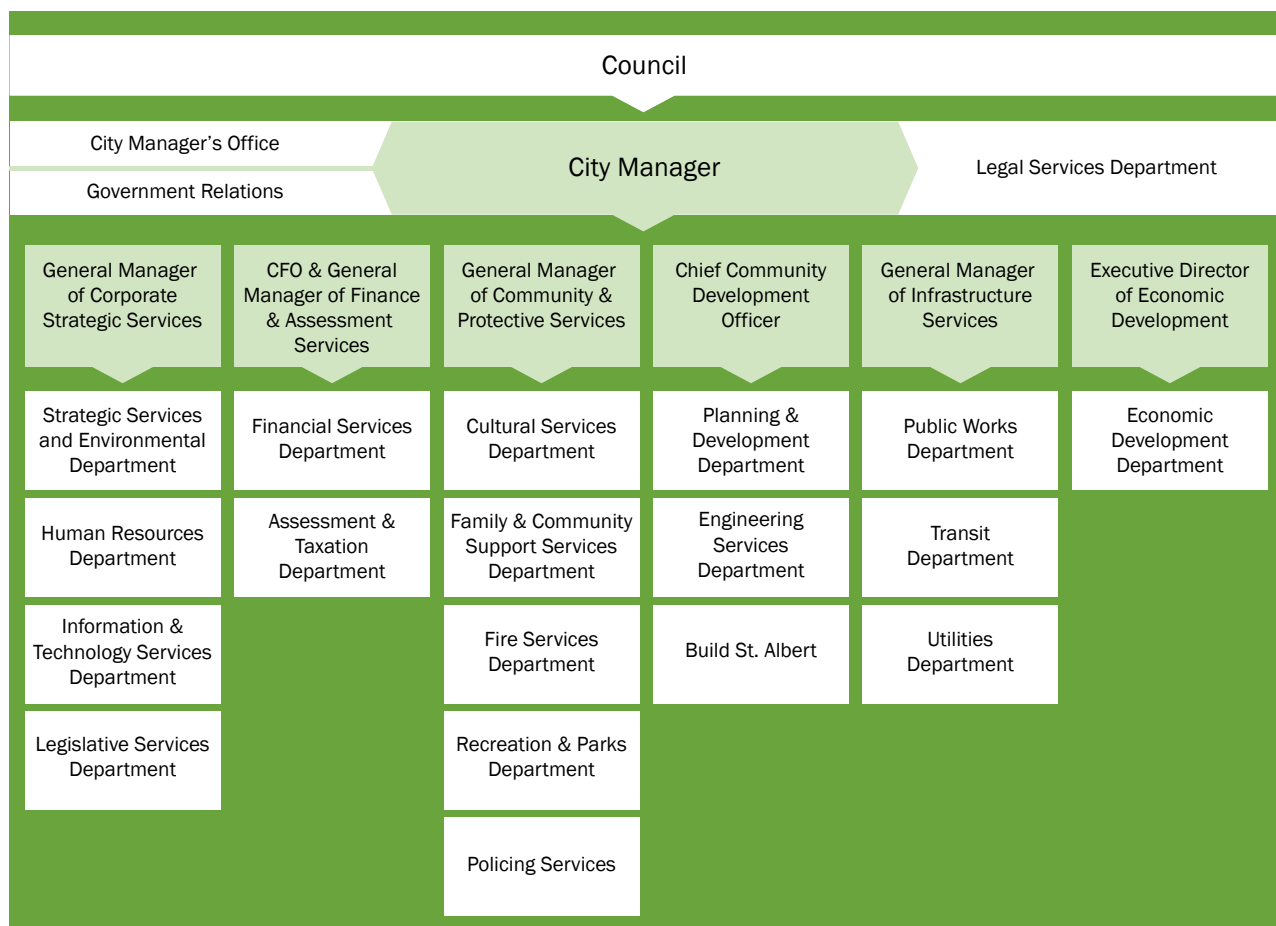 Council
City Manager’s Office
Government Relations
City Manager
Legal Services Department
General Manager
of Corporate
Strategic Services
CFO & General
Manager of Finance
& Assessment
Services
General Manager
of Community &
Protective Services
Chief Community
Development
Officer
General Manager
of Infrastructure
Services
Executive Director
of Economic
Development
Strategic Services
and Environmental
Department
Human Resources
Department
Information &
Technology Services
Department
Legislative Services
Department
Financial Services
Department
Assessment &
Taxation
Department
Cultural Services
Department
Family & Community
Support Services
Department
Fire Services
Department
Recreation & Parks
Department
Policing Services
Planning &
Development
Department
Engineering
Services
Department
Build St. Albert
Public Works
Department
Transit
Department
Utilities
Department
Economic
Development
Department